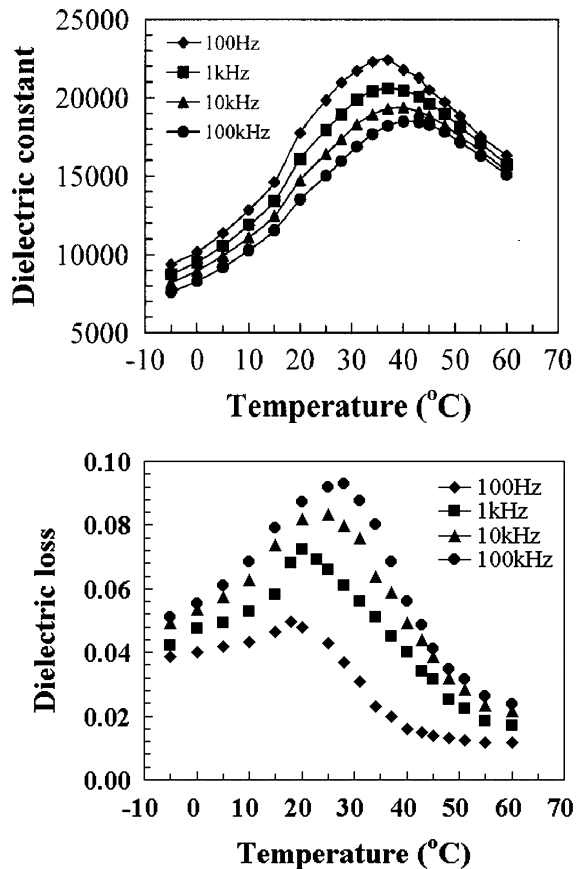 25000
20000
15000
10000
5000
Dielectric constant
100Hz
1kHz
10kHz
100kHz
-10 0 10 20 30 40 50 60 70
Temperature (°C)
0.10
0.08
0.06
0.04
0.02
0.00
Dielectric loss
100Hz
1kHz
10kHz
100kHz
-10 0 10 20 30 40 50 60 70
Temperature (°C)